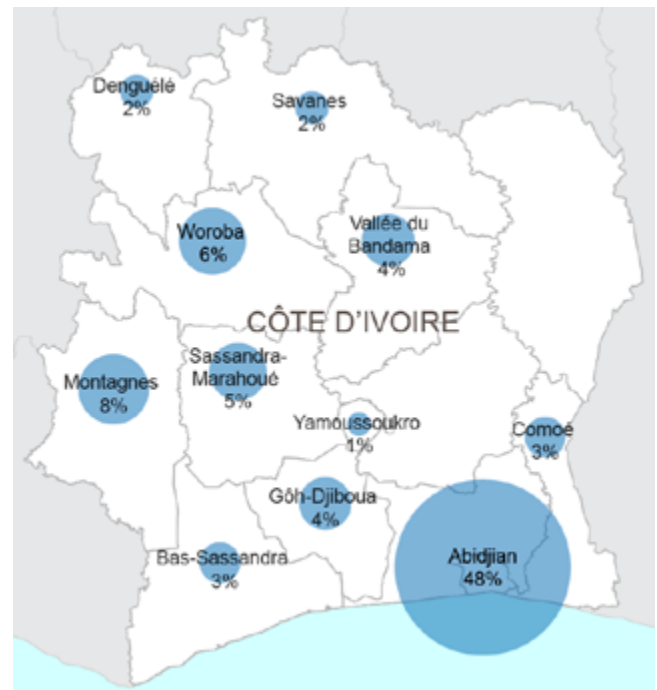 Denguélé
2%
Savanes
2%
Woroba
6%
Vallée du
Bandama
4%
CÔTE D'IVOIRE
Montagnes
8%
Sassandra-
Marahoué
5%
Yamoussoukro
1%
Comoé
3%
Gôh-Djiboua
4%
Bas-Sassandra
3%
Abidjian
48%